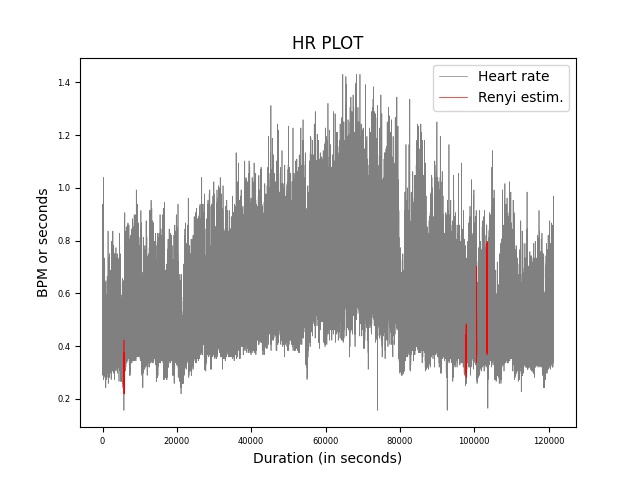 HR PLOT
Heart rate
Renyi estim.
BPM or seconds
1.4
1.2
1.0
0.8
0.6
0.4
0.2
0
20000
40000
60000
80000
100000
120000
Duration (in seconds)